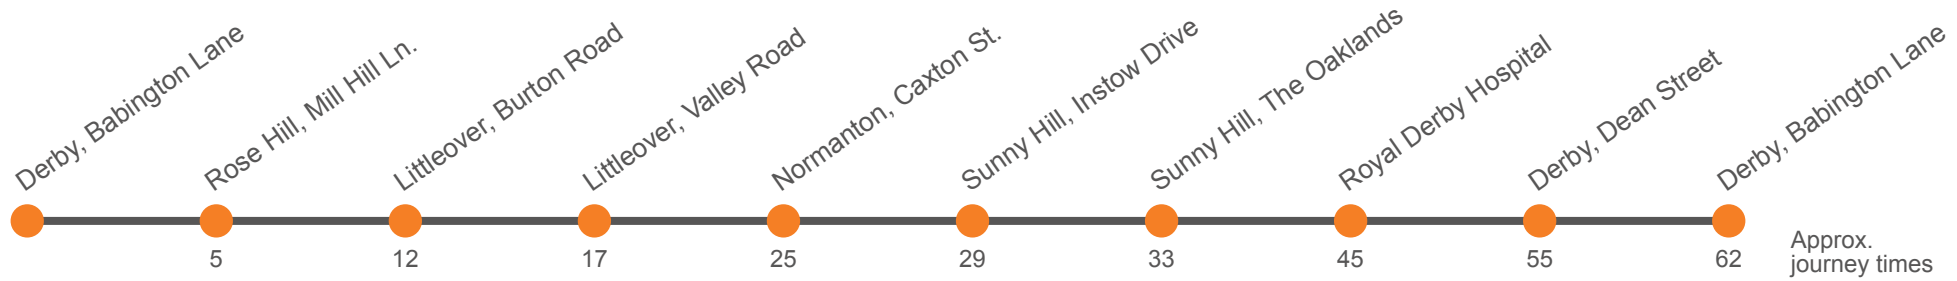 Derby, Babington Lane
Rose Hill, Mill Hill Ln.
Littleover, Burton Road
Littleover, Valley Road
Normanton, Caxton St.
Sunny Hill, Instow Drive
Sunny Hill, The Oaklands
Royal Derby Hospital
Derby, Dean Street
Derby, Babington Lane
5
12
17
25
29
33
45
55
62
Approx.
journey times